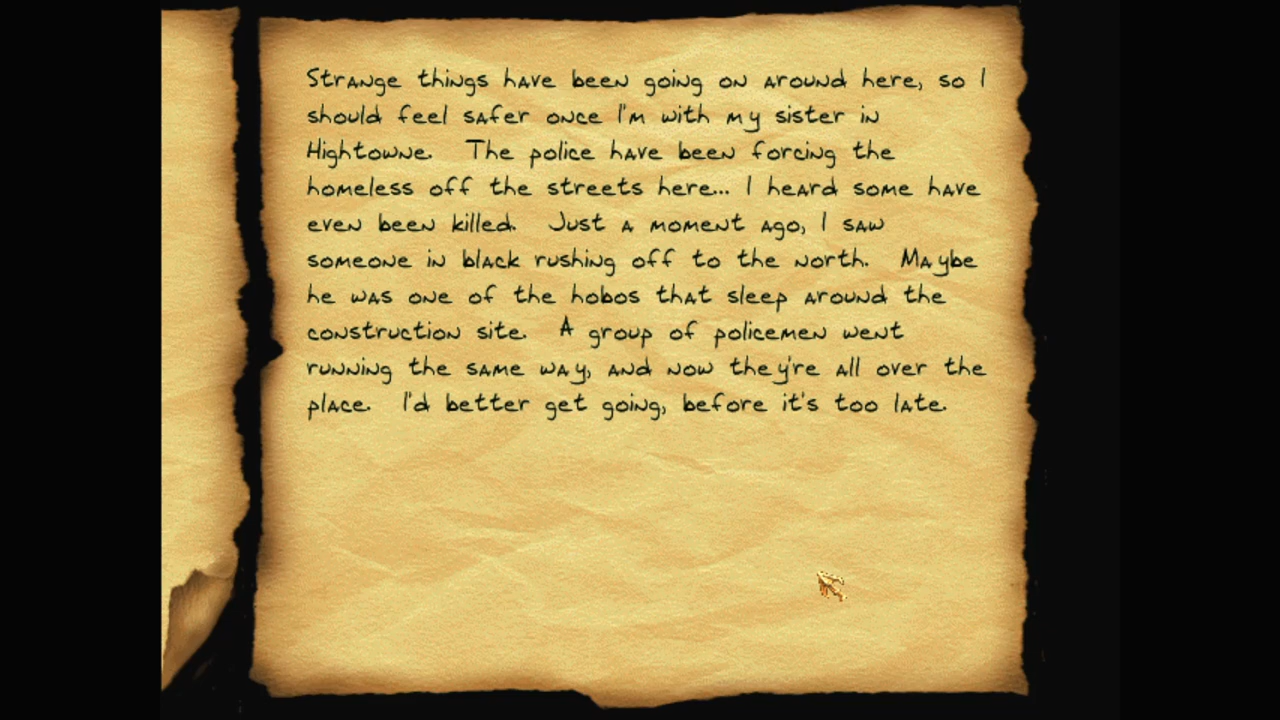 Strange things have been going on around here, so I
should feel safer once I'm with my sister in
Hightowne.  The police have been forcing the
homeless off the streets here... I heard some have
even been killed.  Just a moment ago, I saw
someone in black rushing off to the north.  Maybe
he was one of the hobos that sleep around the
construction site.  A group of policemen went
running the same way, and now they're all over the
place.  I'd better get going, before it's too late.